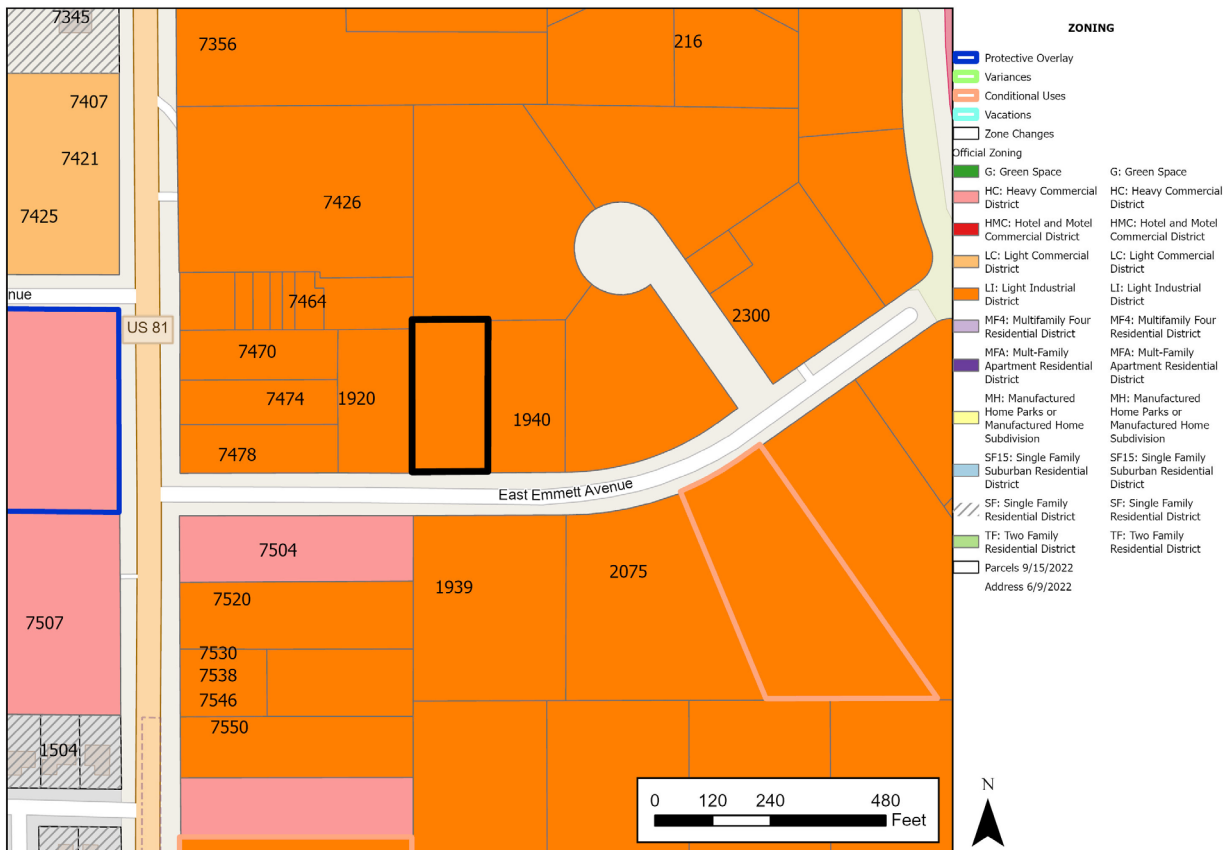 7345
7356
216
7407
7421
7425
7426
nue
US 81
7464
7470
7474
1920
7478
1940
2300
East Emmett Avenue
7504
7507
7520
1939
2075
7530
7538
7546
7550
1504
0 120 240 480
Feet
N
ZONING
Protective Overlay
Variances
Conditional Uses
Vacations
Zone Changes
Official Zoning
G: Green Space G: Green Space
HC: Heavy Commercial HC: Heavy Commercial
District District
HMC: Hotel and Motel HMC: Hotel and Motel
Commercial District Commercial District
LC: Light Commercial LC: Light Commercial
District District
LI: Light Industrial LI: Light Industrial
District District
MF4: Multifamily Four MF4: Multifamily Four
Residential District Residential District
MFA: Mult-Family MFA: Mult-Family
Apartment Residential Apartment Residential
District District
MH: Manufactured MH: Manufactured
Home Parks or Home Parks or
Manufactured Home Manufactured Home
Subdivision Subdivision
SF15: Single Family SF15: Single Family
Suburban Residential Suburban Residential
District District
SF: Single Family SF: Single Family
Residential District Residential District
TF: Two Family TF: Two Family
Residential District Residential District
Parcels 9/15/2022
Address 6/9/2022